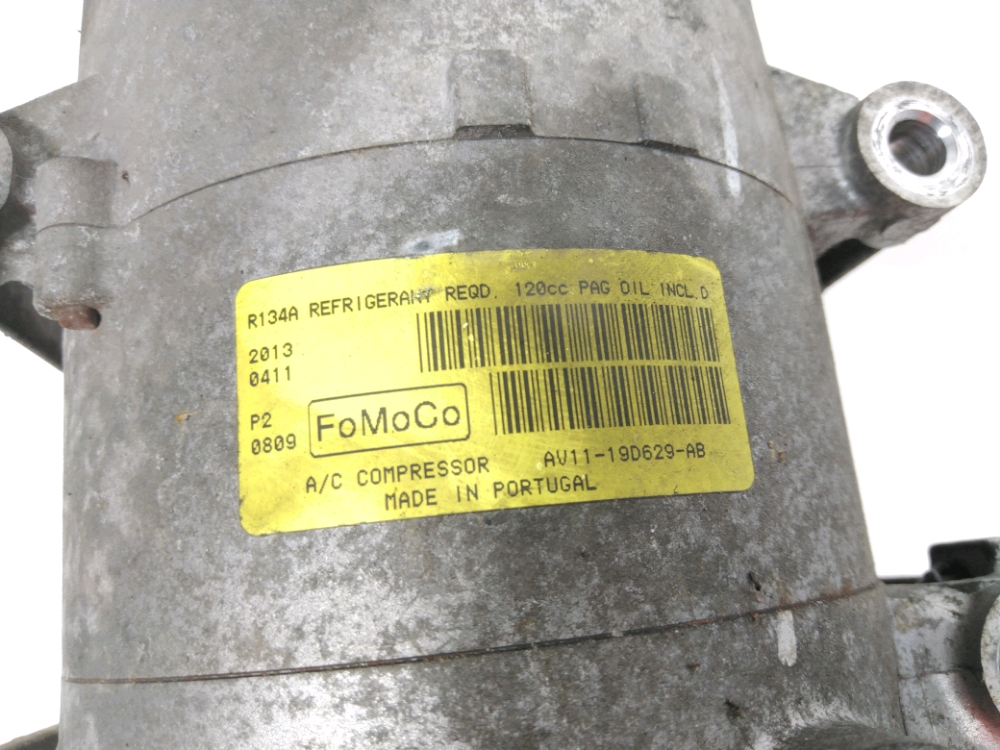 R134A REFRIGERANT REQD. 120cc PAG OIL INCL.D
2013
0411
P2
0809
FoMoCo
AV11-19D629-AB
A/C COMPRESSOR
MADE IN PORTUGAL